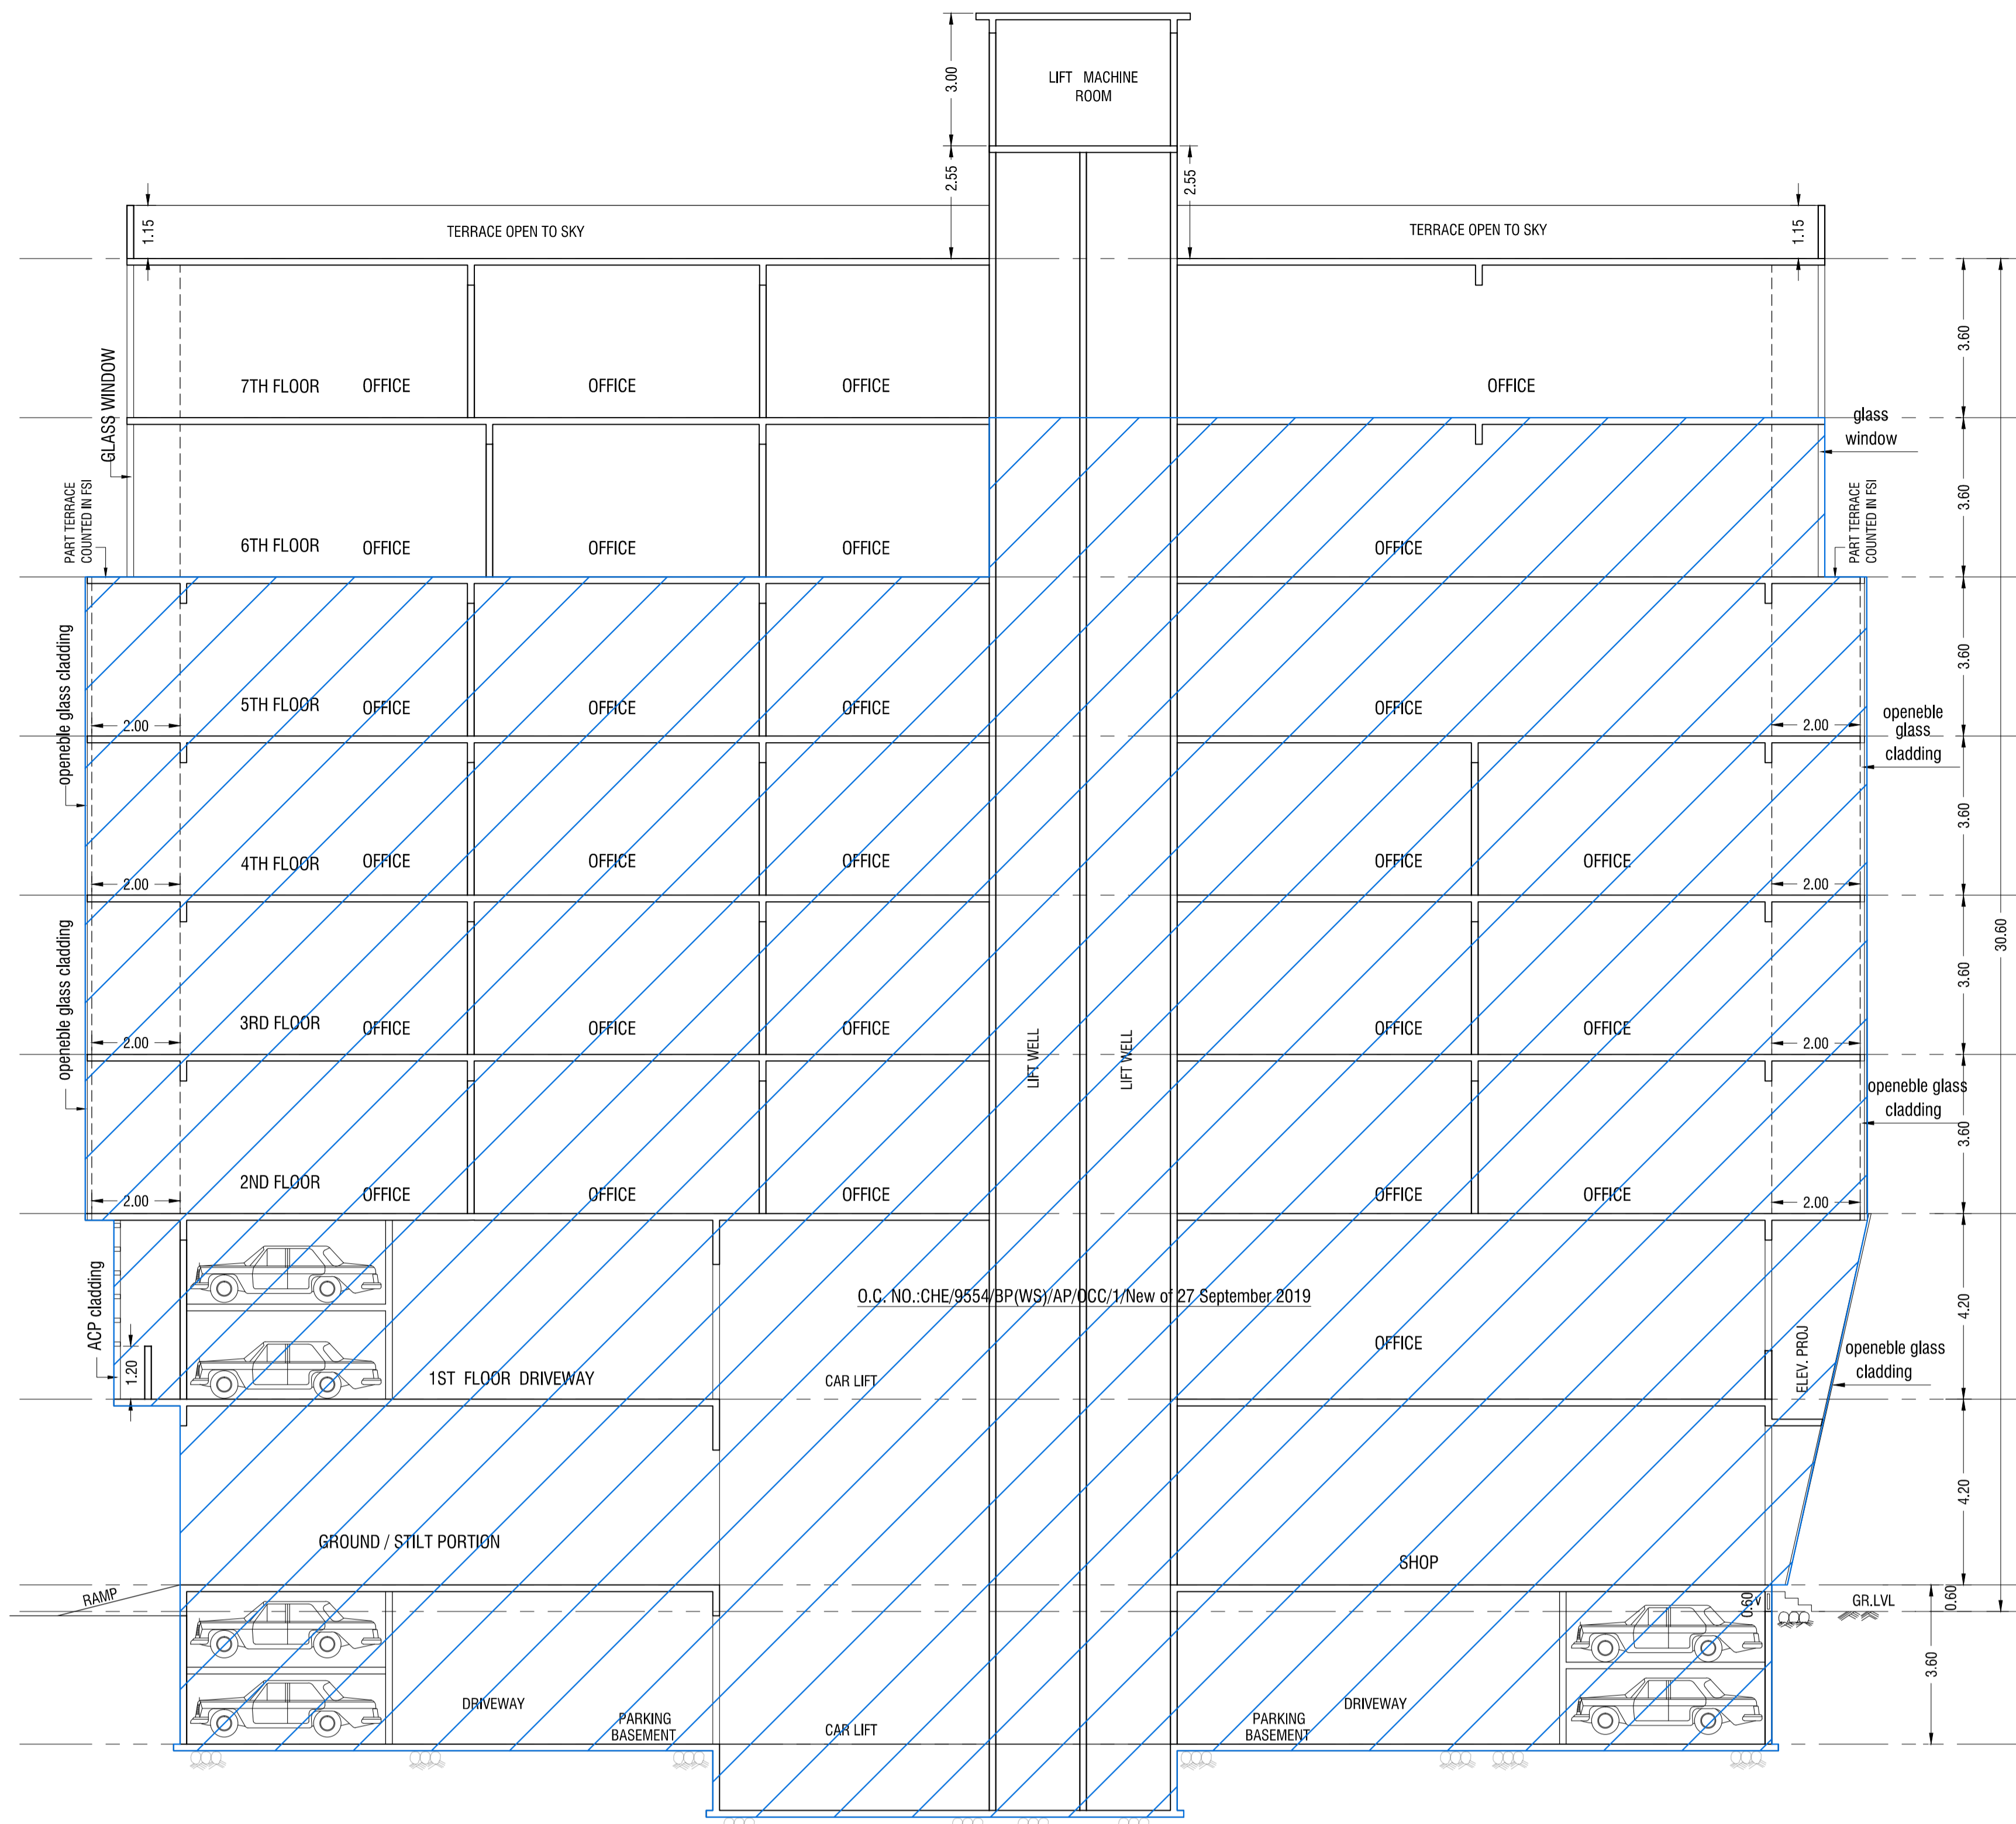 LIFT MACHINE
ROOM
3.00
2.55
2.55
1.15
TERRACE OPEN TO SKY
TERRACE OPEN TO SKY
1.15
GLASS WINDOW
7TH FLOOR OFFICE OFFICE OFFICE OFFICE
3.60
glass
window
PART TERRACE
COUNTED IN FSI
6TH FLOOR OFFICE OFFICE OFFICE OFFICE
3.60
PART TERRACE
COUNTED IN FSI
openeble glass cladding
5TH FLOOR OFFICE OFFICE OFFICE OFFICE
2.00
2.00
3.60
openeble
glass
cladding
4TH FLOOR OFFICE OFFICE OFFICE OFFICE OFFICE
2.00
2.00
3.60
30.60
openeble glass cladding
3RD FLOOR OFFICE OFFICE OFFICE OFFICE OFFICE
2.00
2.00
3.60
LIFT WELL
LIFT WELL
openeble glass
cladding
2ND FLOOR OFFICE OFFICE OFFICE OFFICE OFFICE
2.00
2.00
3.60
O.C. NO.:CHE/9554/BP(WS)/AP/OCC/1/New of 27 September 2019
ACP cladding
1.20
1ST FLOOR DRIVEWAY
CAR LIFT
OFFICE
ELEV. PROJ
openeble glass
cladding
4.20
GROUND / STILT PORTION
SHOP
4.20
RAMP
0.60
V
GR.LVL
0.60
DRIVEWAY
PARKING
BASEMENT
CAR LIFT
PARKING
BASEMENT
DRIVEWAY
3.60